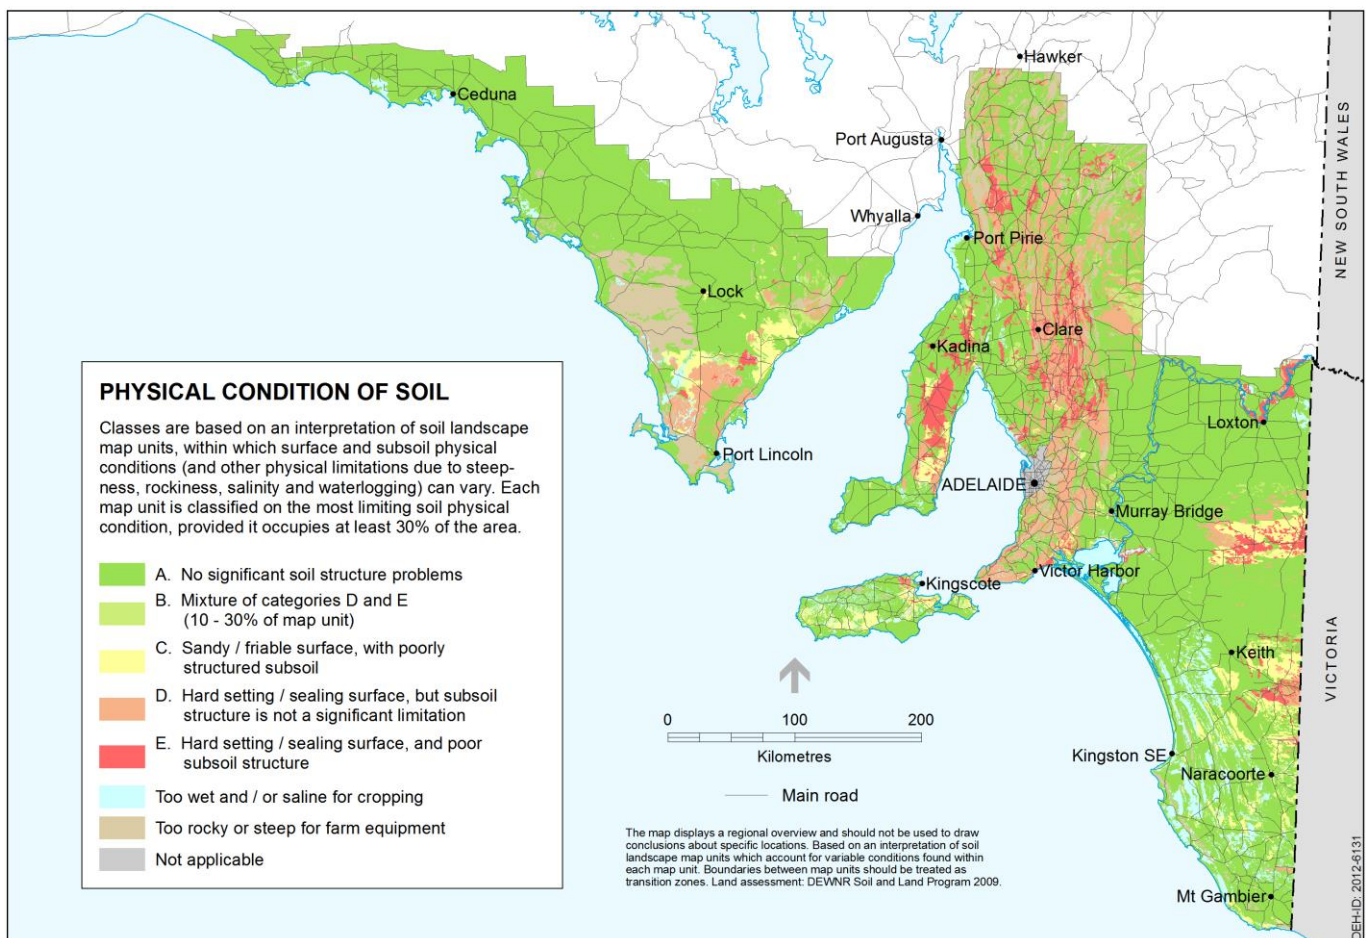 Hawker
Ceduna
Port Augusta
Whyalla
Port Pirie
Lock
Clare
Kadina
Loxton
Port Lincoln
ADELAIDE
Murray Bridge
Kingscote
Victor Harbor
Keith
Kingston SE
Naracoorte
Mt Gambier
NEW SOUTH WALES
VICTORIA
PHYSICAL CONDITION OF SOIL
Classes are based on an interpretation of soil landscape
map units, within which surface and subsoil physical
conditions (and other physical limitations due to steep-
ness, rockiness, salinity and waterlogging) can vary. Each
map unit is classified on the most limiting soil physical
condition, provided it occupies at least 30% of the area.
A. No significant soil structure problems
B. Mixture of categories D and E
(10 - 30% of map unit)
C. Sandy / friable surface, with poorly
structured subsoil
D. Hard setting / sealing surface, but subsoil
structure is not a significant limitation
E. Hard setting / sealing surface, and poor
subsoil structure
Too wet and / or saline for cropping
Too rocky or steep for farm equipment
Not applicable
0 100 200
Kilometres
Main road
The map displays a regional overview and should not be used to draw
conclusions about specific locations. Based on an interpretation of soil
landscape map units which account for variable conditions found within
each map unit. Boundaries between map units should be treated as
transition zones. Land assessment: DEWNR Soil and Land Program 2009.
DEH-ID: 2012-6131